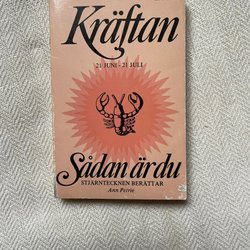 Kräftan
21 JUNI - 21 JULI
Sådan är du
STJÄRNTECKNEN BERÄTTAR
Ann Petrie